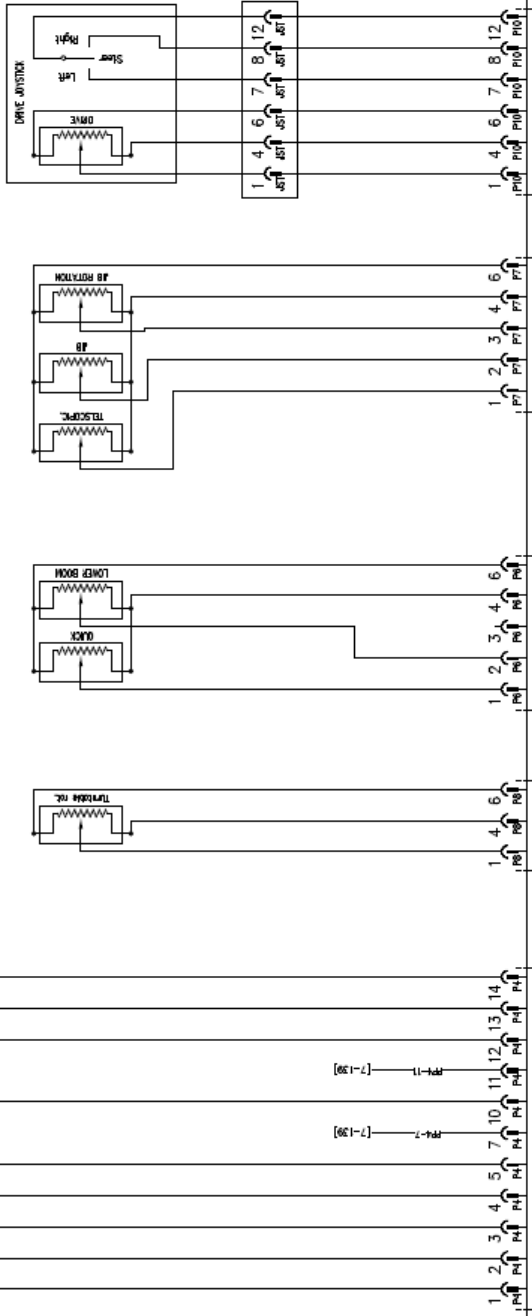 DRIVE JOYSTICK
Right
Steer
Left
DRIVE
12 JST
8 JST
7 JST
6 JST
4 JST
1 JST
12 P10
8 P10
7 P10
6 P10
4 P10
1 P10
JIB ROTATION
JIB
TELSCOPIC.
6 P7
4 P7
3 P7
2 P7
1 P7
LOWER BOOM
QUICK
6 P6
4 P6
3 P6
2 P6
1 P6
Turntable rot.
6 P8
4 P8
1 P8
14 P4
13 P4
12 P4
[7-139] PP4-11 11 P4
10 P4
[7-139] PP4-7 7 P4
5 P4
4 P4
3 P4
2 P4
1 P4